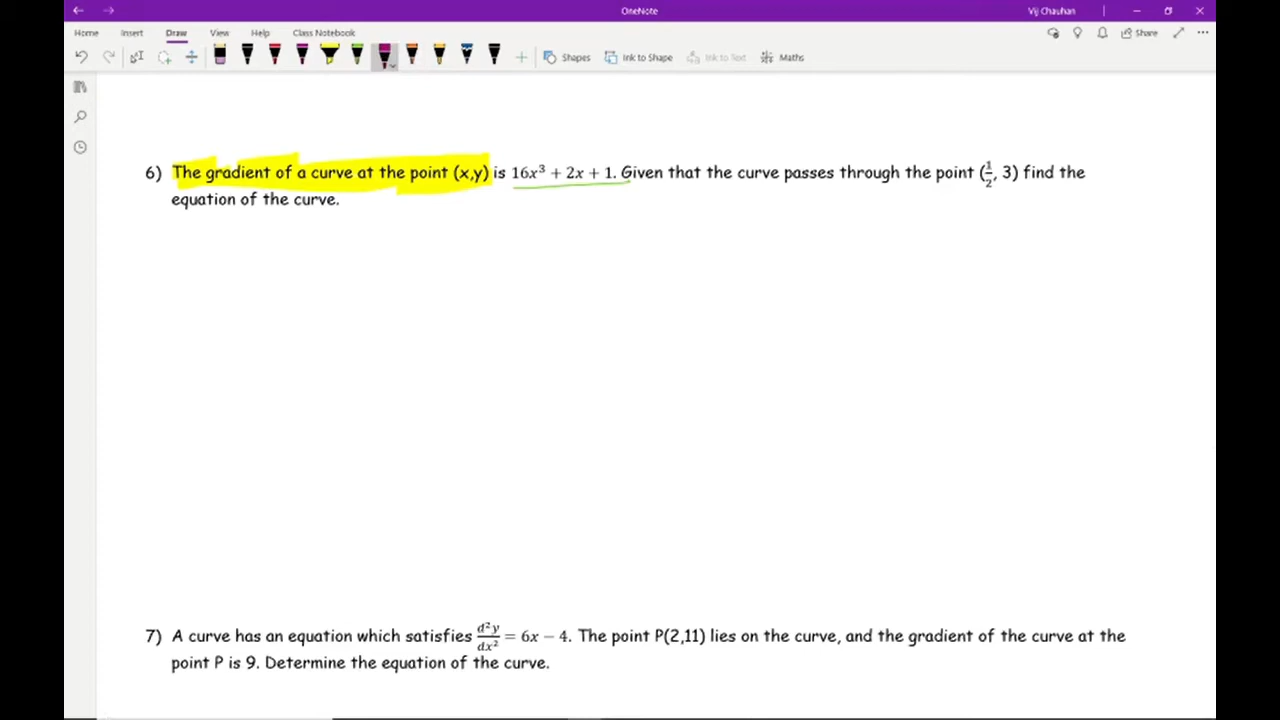 OneNote
Vij Chauhan
Home Insert Draw View Help Class Notebook
Share
Shapes Ink to Shape Ink to Text Maths
6) The gradient of a curve at the point (x,y) is 16x³ + 2x + 1. Given that the curve passes through the point (½, 3) find the
equation of the curve.
7) A curve has an equation which satisfies d²y/dx² = 6x − 4. The point P(2,11) lies on the curve, and the gradient of the curve at the
point P is 9. Determine the equation of the curve.